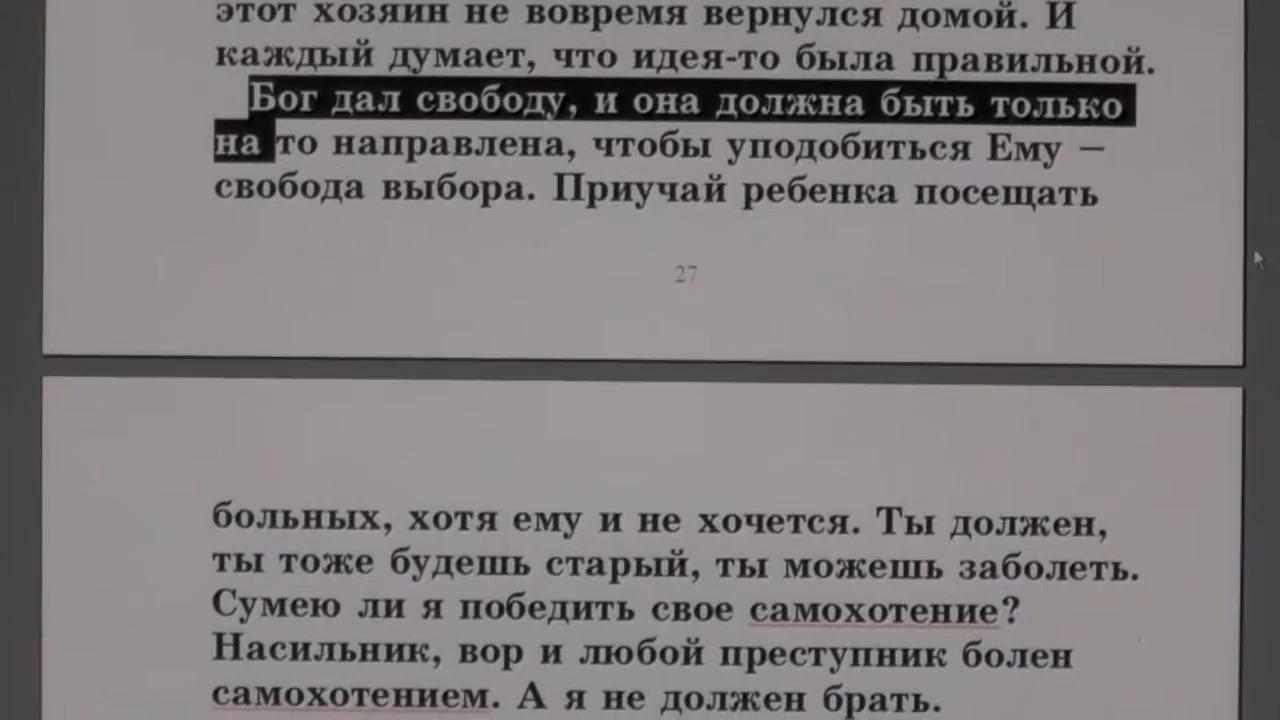 этот хозяин не вовремя вернулся домой. И
каждый думает, что идея-то была правильной.
Бог дал свободу, и она должна быть только
на то направлена, чтобы уподобиться Ему –
свобода выбора. Приучай ребенка посещать
27
больных, хотя ему и не хочется. Ты должен,
ты тоже будешь старый, ты можешь заболеть.
Сумею ли я победить свое самохотение?
Насильник, вор и любой преступник болен
самохотением. А я не должен брать.